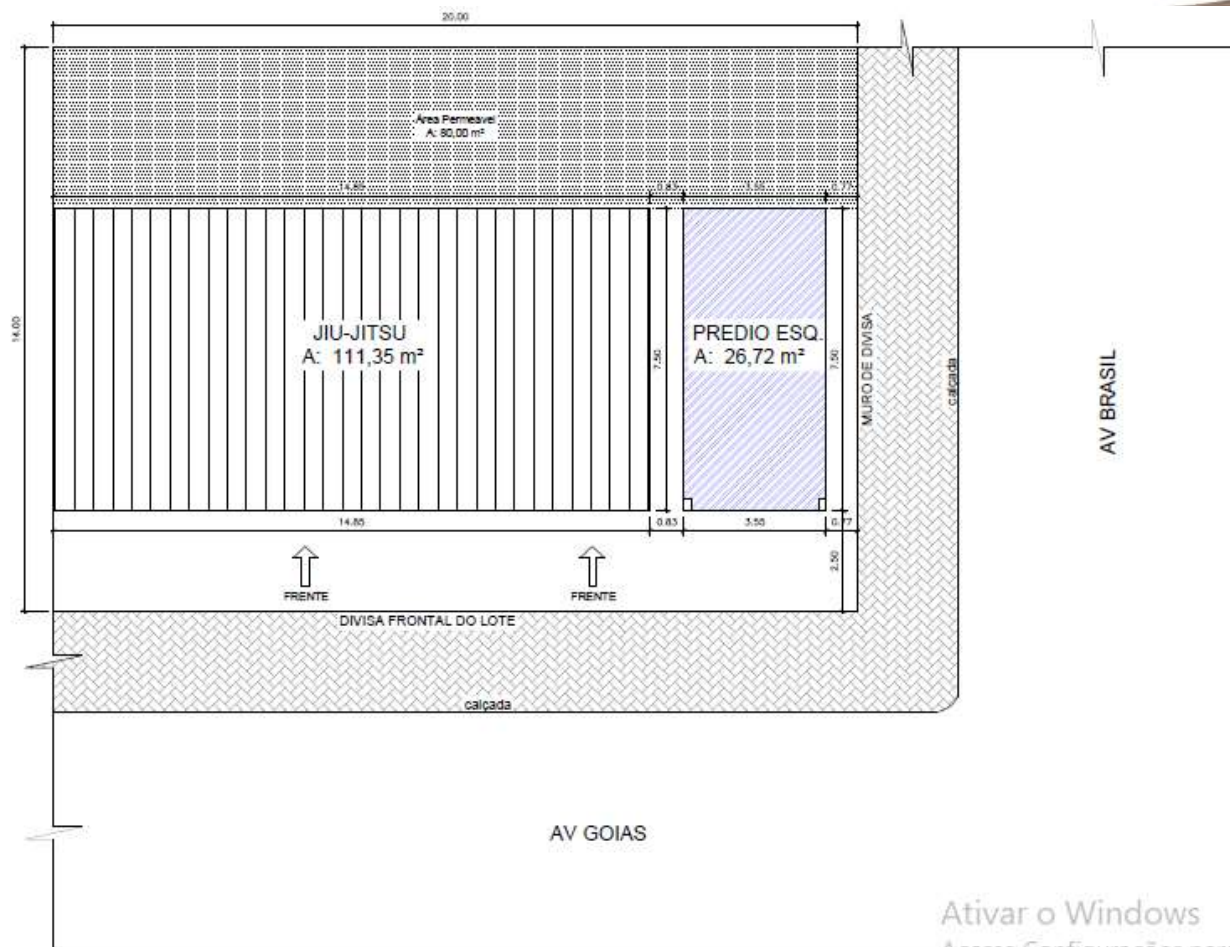 20.00
Área Permeavel
A: 80,00 m²
14.85
0.83
3.55
0.77
14.00
JIU-JITSU
A: 111,35 m²
7.50
PREDIO ESQ.
A: 26,72 m²
7.50
MURO DE DIVISA
calçada
AV BRASIL
14.85
0.83
3.55
0.77
2.50
FRENTE
FRENTE
DIVISA FRONTAL DO LOTE
calçada
AV GOIAS
Ativar o Windows